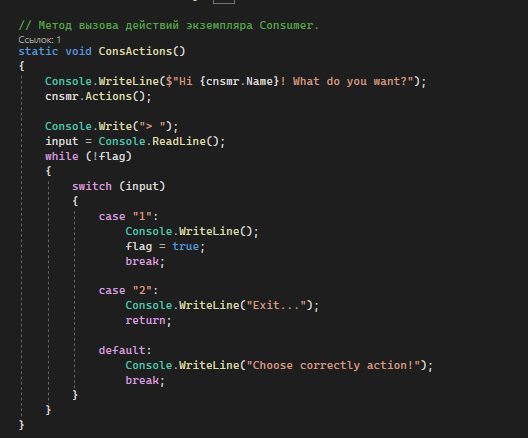 // Метод вызова действий экземпляра Consumer.
Ссылок: 1
static void ConsActions()
{
Console.WriteLine($"Hi {cnsmr.Name}! What do you want?");
cnsmr.Actions();
Console.Write("> ");
input = Console.ReadLine();
while (!flag)
{
switch (input)
{
case "1":
Console.WriteLine();
flag = true;
break;
case "2":
Console.WriteLine("Exit...");
return;
default:
Console.WriteLine("Choose correctly action!");
break;
}
}
}